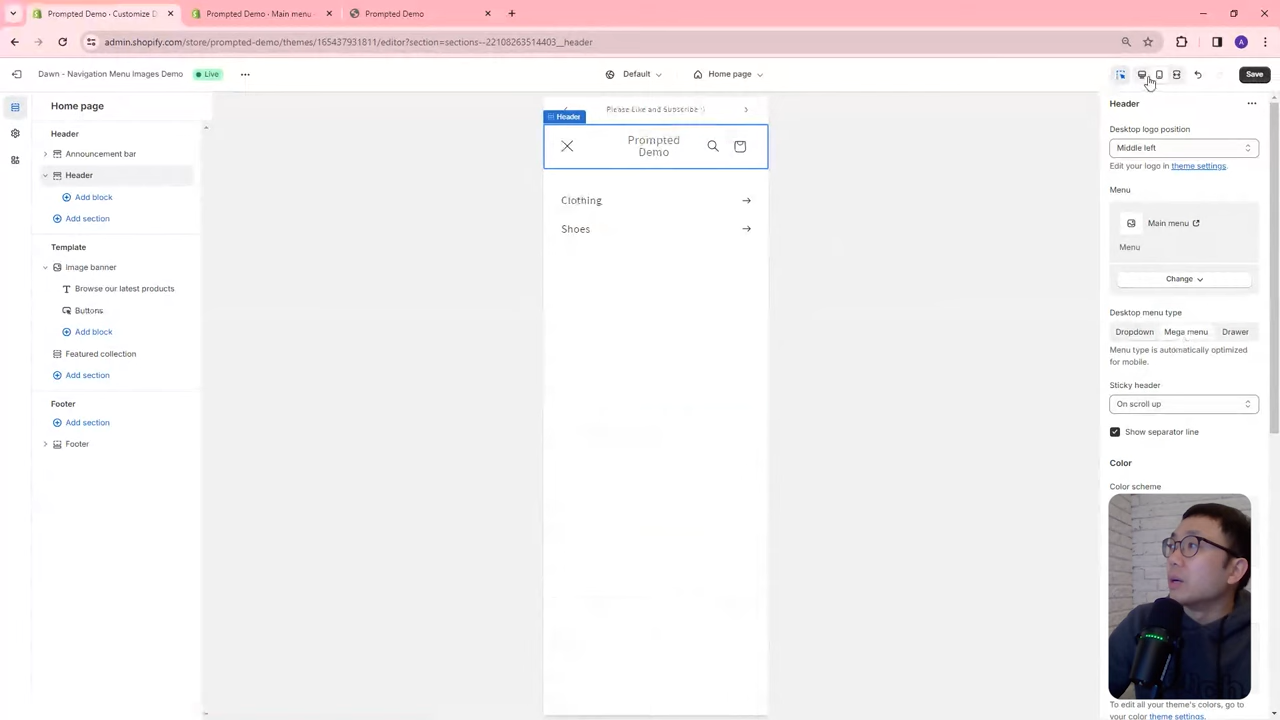 Prompted Demo · Customize D
Prompted Demo · Main menu ·
Prompted Demo
admin.shopify.com/store/prompted-demo/themes/165437931811/editor?section=sections--22108263514403__header
A
Dawn - Navigation Menu Images Demo
Live
Default
Home page
Save
Home page
Header
Announcement bar
Header
Add block
Add section
Template
Image banner
Browse our latest products
Buttons
Add block
Featured collection
Add section
Footer
Add section
Footer
Please Like and Subscribe :)
Header
Prompted
Demo
Clothing
Shoes
Header
Desktop logo position
Middle left
Edit your logo in theme settings.
Menu
Main menu
Menu
Change
Desktop menu type
Dropdown
Mega menu
Drawer
Menu type is automatically optimized
for mobile.
Sticky header
On scroll up
Show separator line
Color
Color scheme
To edit all your theme's colors, go to
your color theme settings.